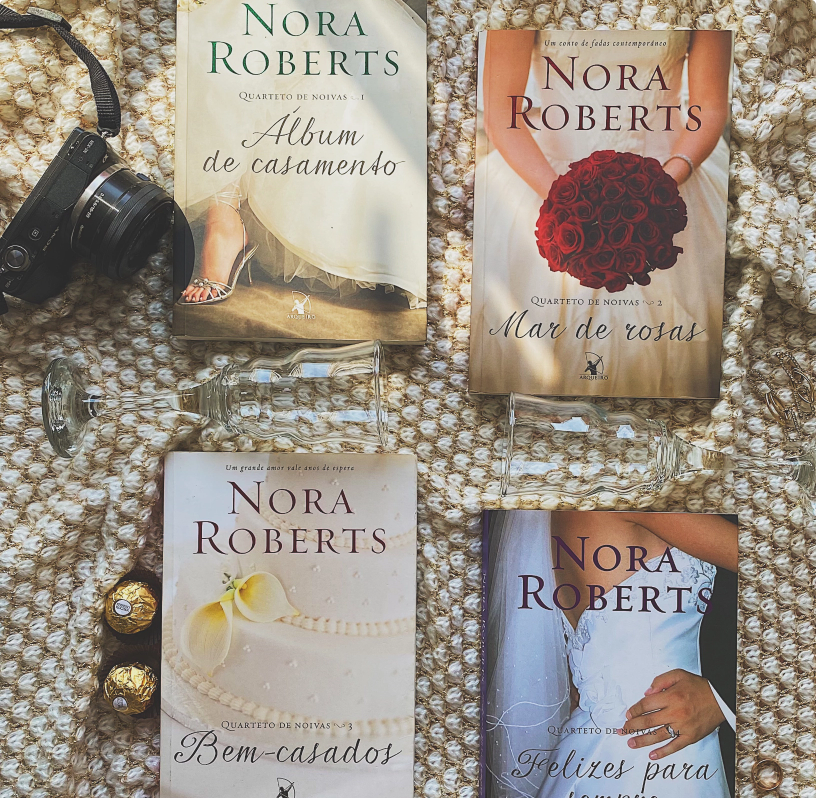 NORA
ROBERTS
QUARTETO DE NOIVAS 1
Álbum
de casamento
ARQUEIRO
Um conto de fadas contemporâneo
NORA
ROBERTS
QUARTETO DE NOIVAS 2
Mar de rosas
ARQUEIRO
Um grande amor vale anos de espera
NORA
ROBERTS
QUARTETO DE NOIVAS 3
Bem-casados
NORA
ROBERTS
QUARTETO DE NOIVAS 4
Felizes para
sempre